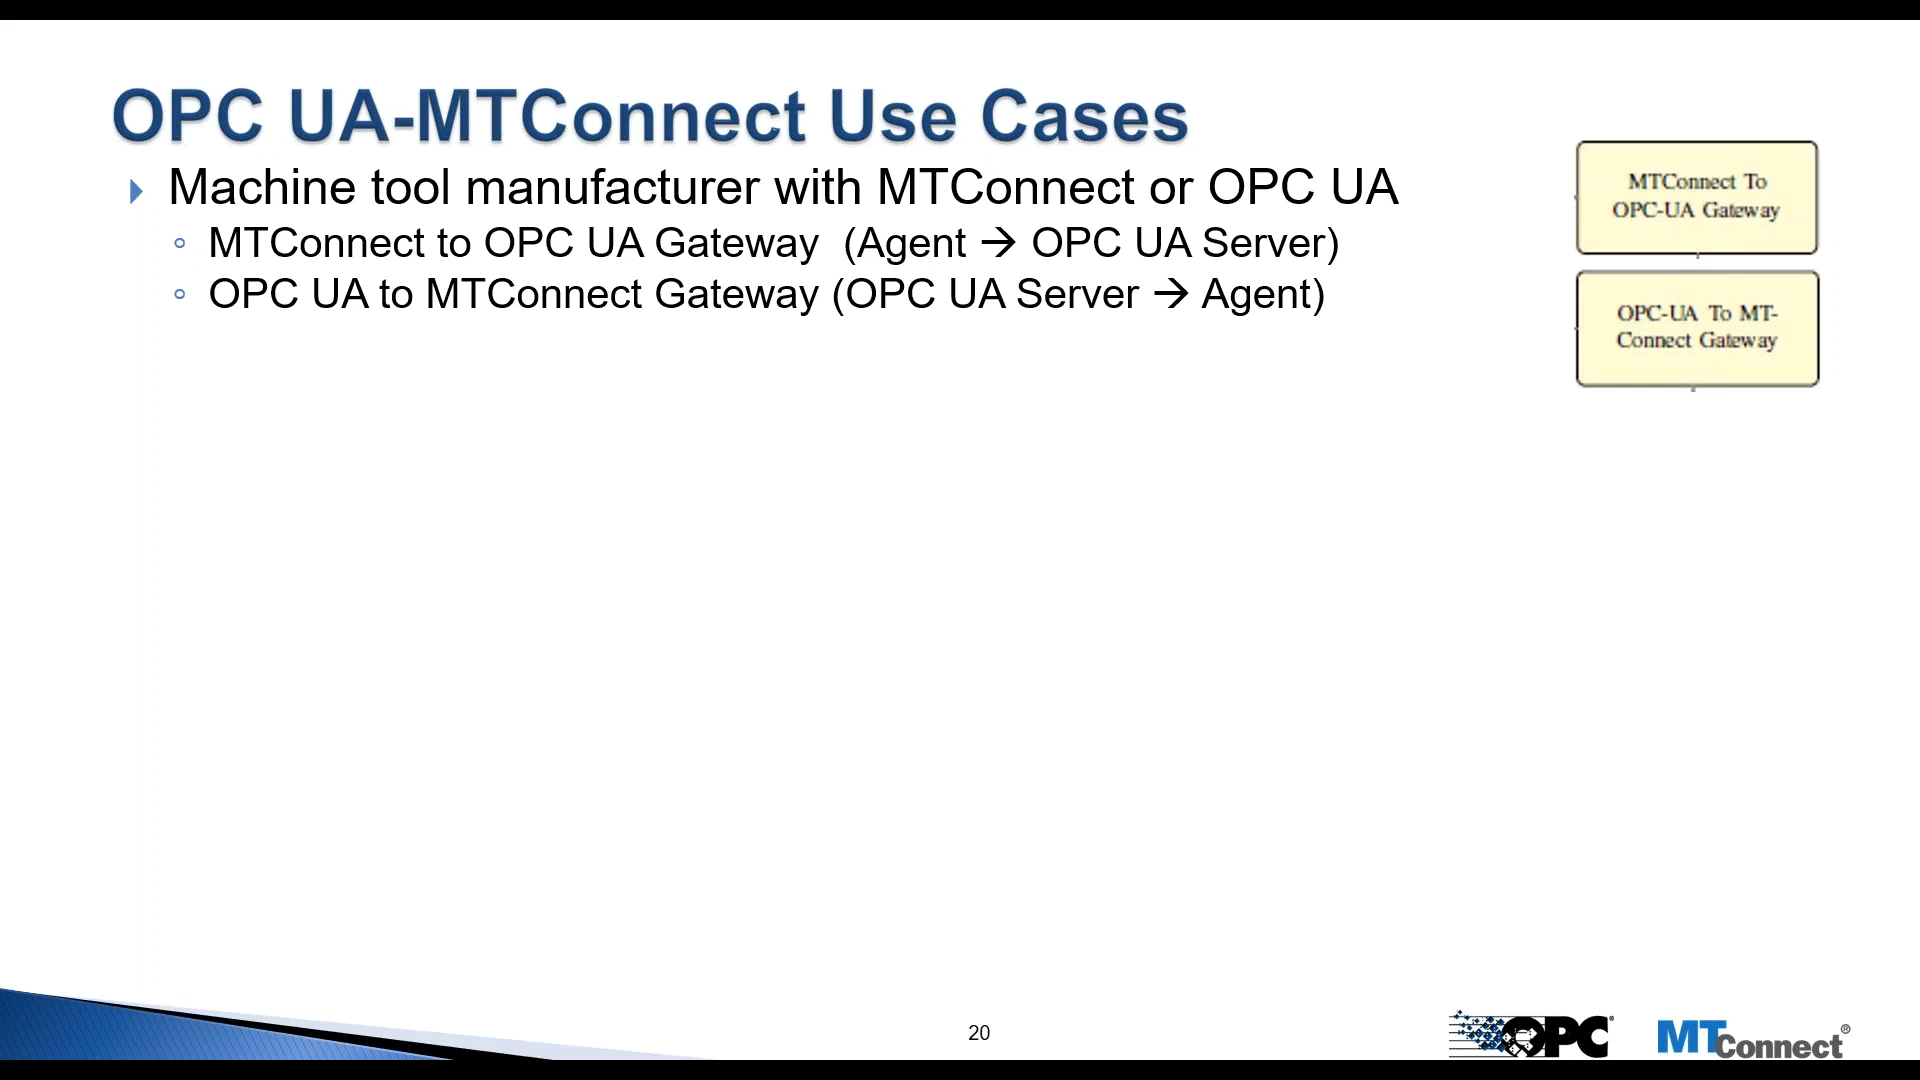 OPC UA-MTConnect Use Cases
Machine tool manufacturer with MTConnect or OPC UA
MTConnect to OPC UA Gateway  (Agent → OPC UA Server)
OPC UA to MTConnect Gateway (OPC UA Server → Agent)
MTConnect To
OPC-UA Gateway
OPC-UA To MT-
Connect Gateway
20
OPC
MTConnect®